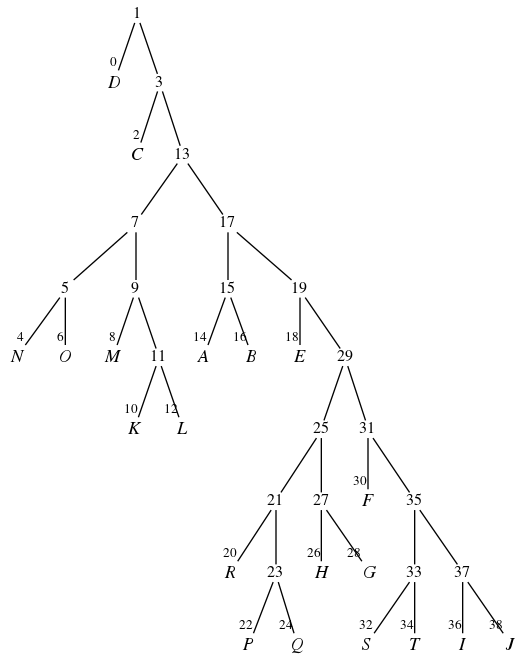 1
0
D 3
2
C 13
7 17
5 9 15 19
4 6 8 14 16 18
N O M 11 A B E 29
10 12
K L 25 31
30
21 27 F 35
20 26 28
R 23 H G 33 37
22 24 32 34 36 38
P Q S T I J